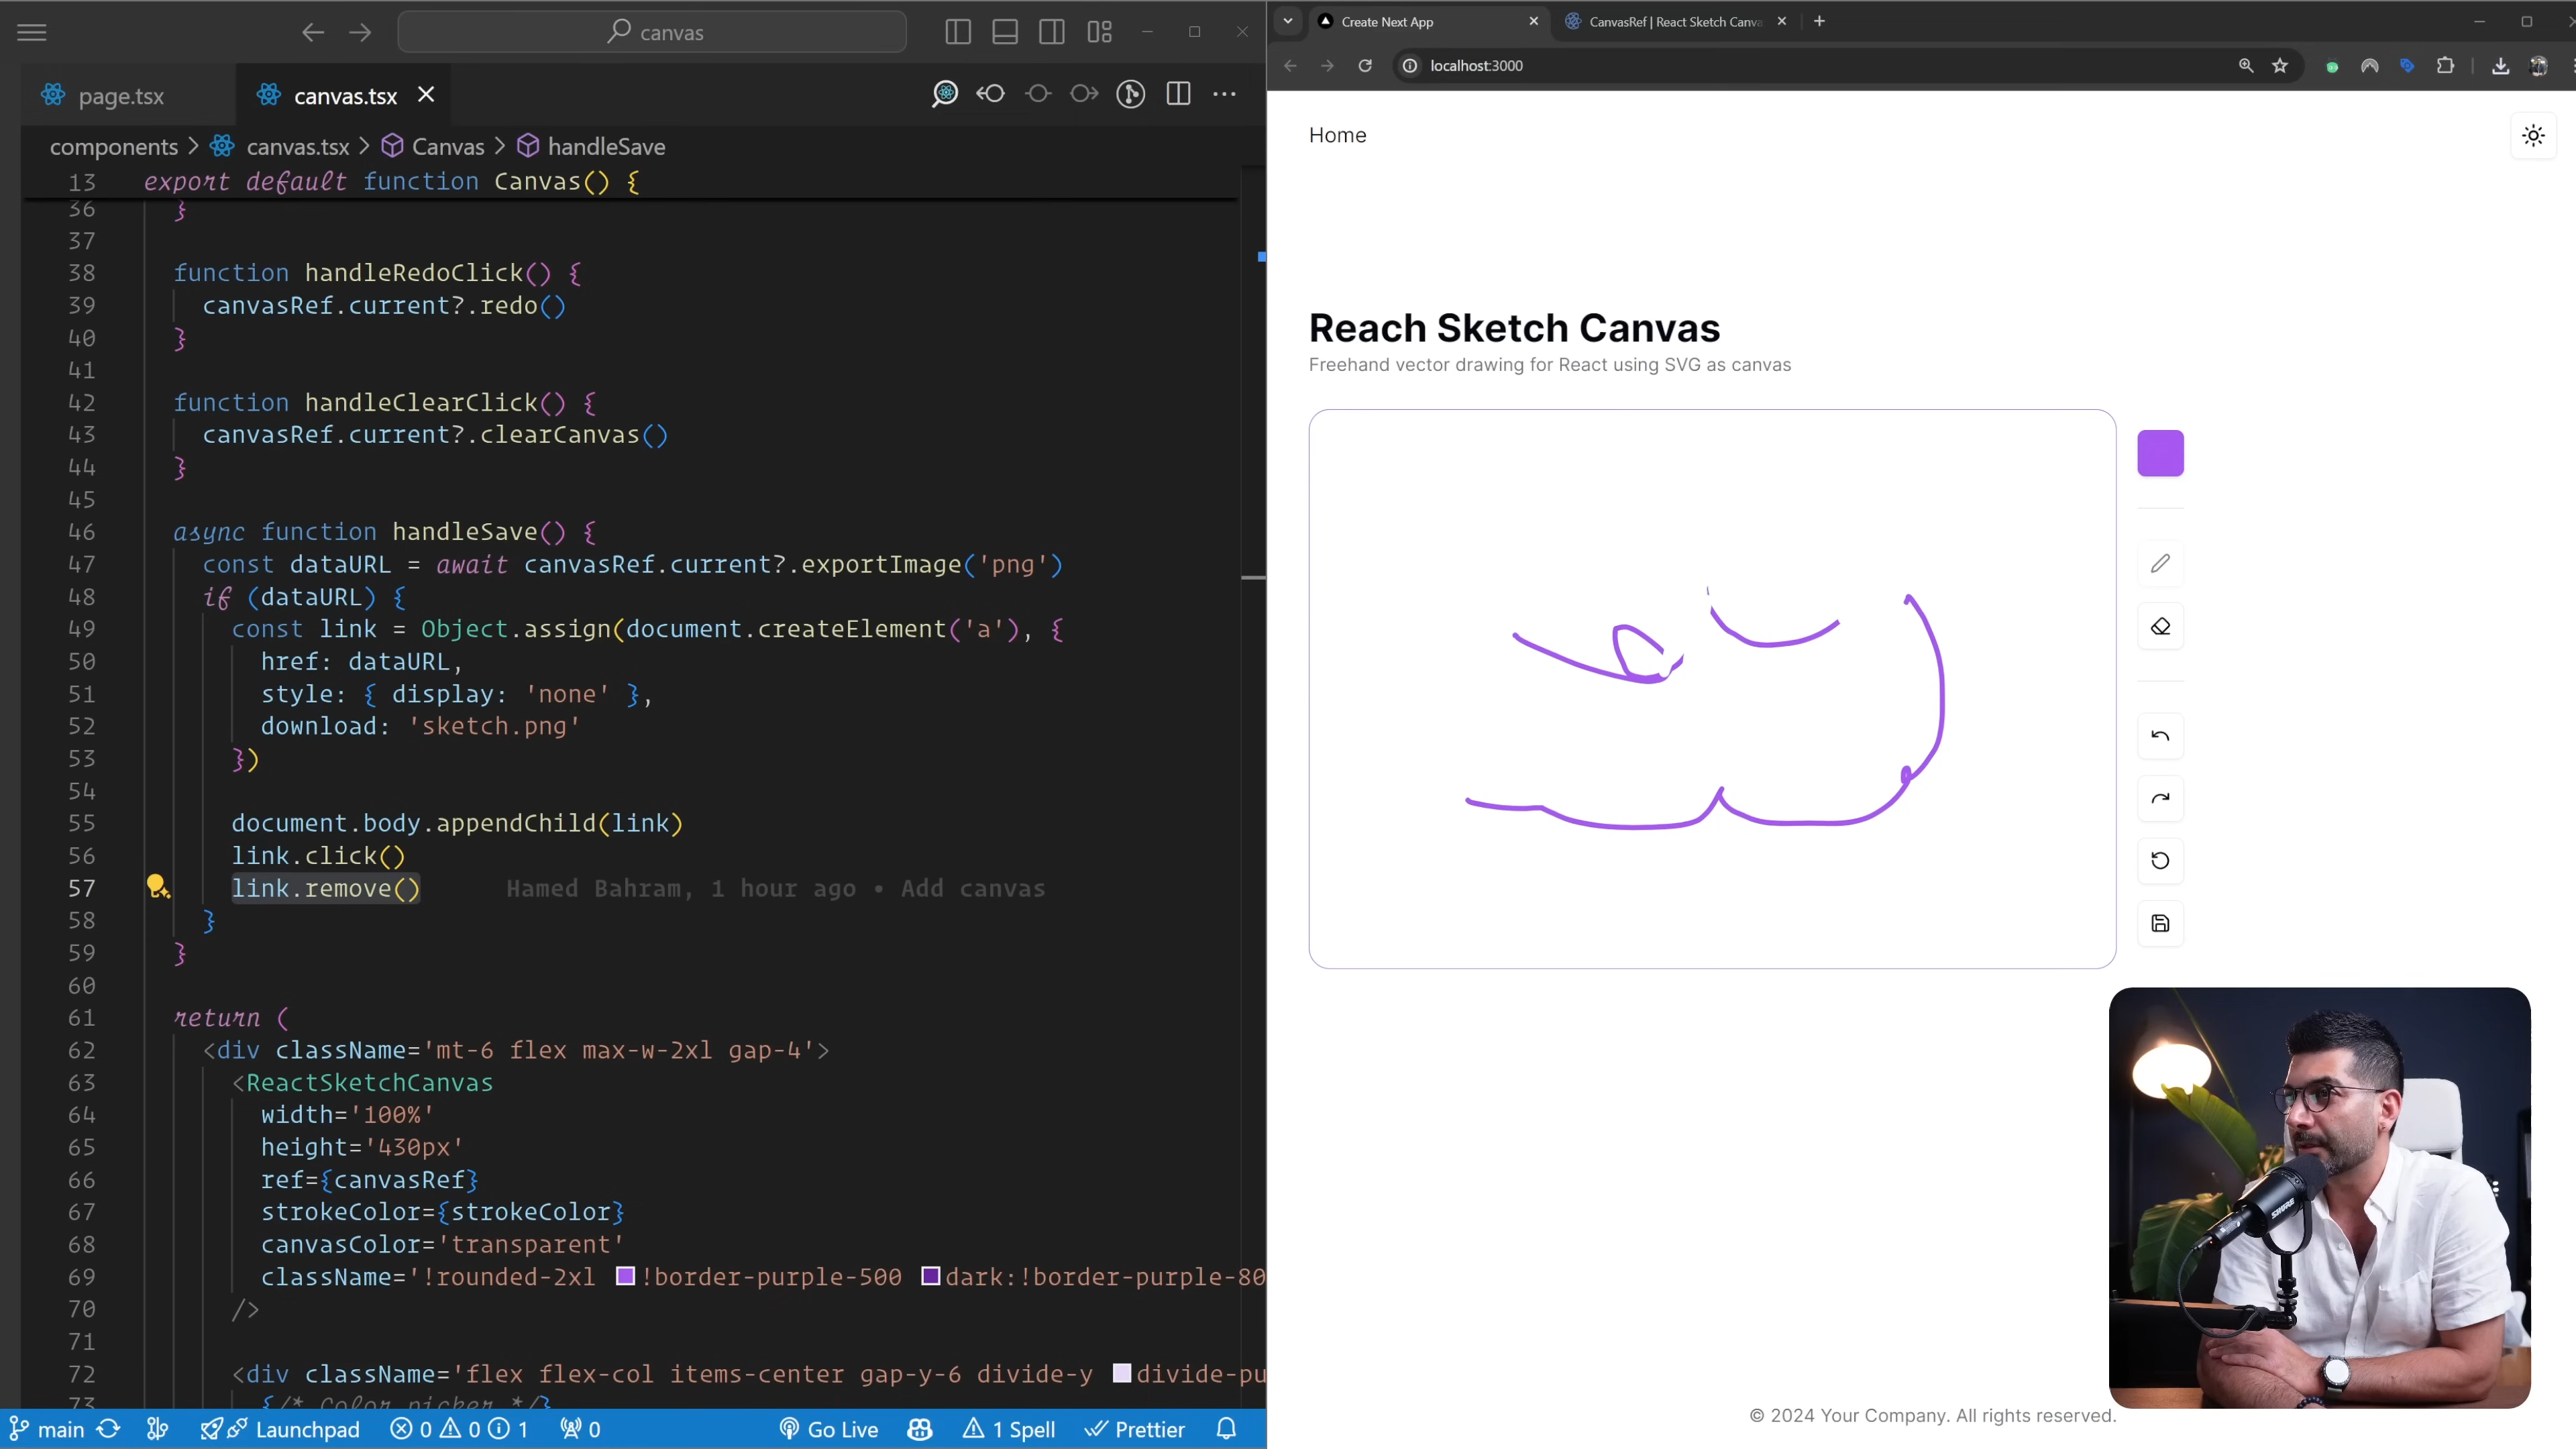 canvas
page.tsx
canvas.tsx
components > canvas.tsx > Canvas > handleSave
13 export default function Canvas() {
36 }
37
38 function handleRedoClick() {
39 canvasRef.current?.redo()
40 }
41
42 function handleClearClick() {
43 canvasRef.current?.clearCanvas()
44 }
45
46 async function handleSave() {
47 const dataURL = await canvasRef.current?.exportImage('png')
48 if (dataURL) {
49 const link = Object.assign(document.createElement('a'), {
50 href: dataURL,
51 style: { display: 'none' },
52 download: 'sketch.png'
53 })
54
55 document.body.appendChild(link)
56 link.click()
57 link.remove() Hamed Bahram, 1 hour ago • Add canvas
58 }
59 }
60
61 return (
62 <div className='mt-6 flex max-w-2xl gap-4'>
63 <ReactSketchCanvas
64 width='100%'
65 height='430px'
66 ref={canvasRef}
67 strokeColor={strokeColor}
68 canvasColor='transparent'
69 className='!rounded-2xl !border-purple-500 dark:!border-purple-80
70 />
71
72 <div className='flex flex-col items-center gap-y-6 divide-y divide-pu
73 {/* Color picker */}
main
Launchpad
0 0 1
0
Go Live
1 Spell
Prettier
Create Next App
CanvasRef | React Sketch Canva
localhost:3000
Home
Reach Sketch Canvas
Freehand vector drawing for React using SVG as canvas
SHURE
© 2024 Your Company. All rights reserved.